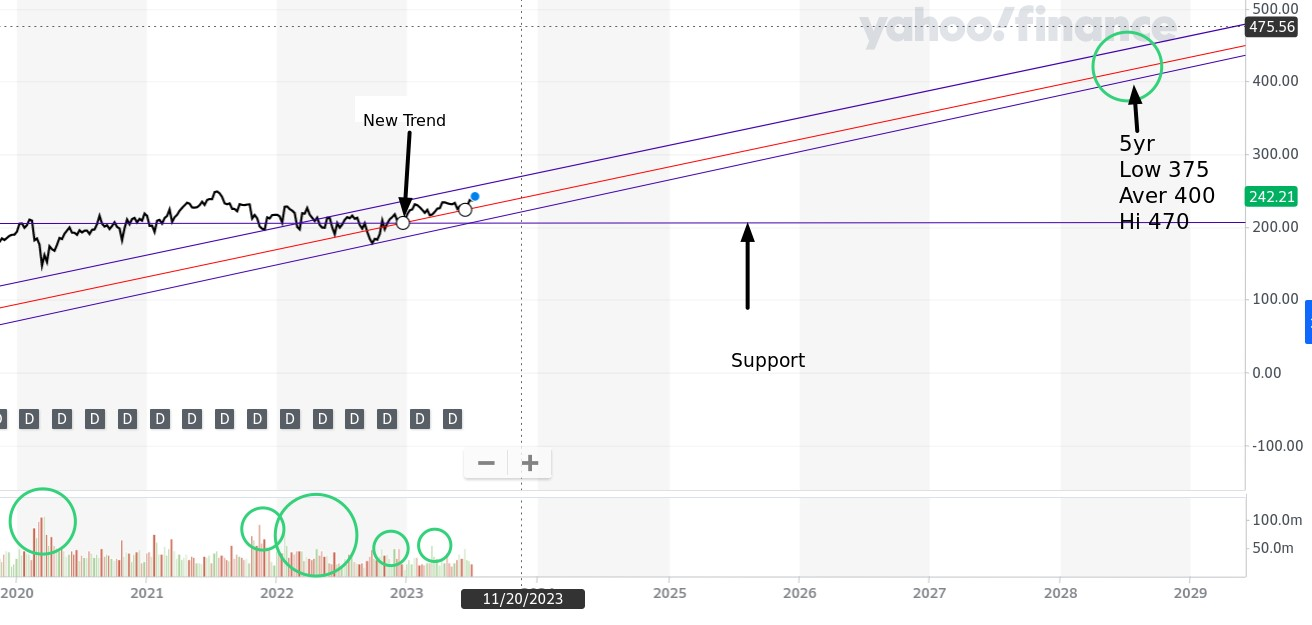 yahoo!finance
500.00
475.56
400.00
300.00
242.21
200.00
100.00
0.00
-100.00
New Trend
5yr
Low 375
Aver 400
Hi 470
Support
D D D D D D D D D D D D D D D
− +
100.0m
50.0m
2020 2021 2022 2023 11/20/2023 2025 2026 2027 2028 2029